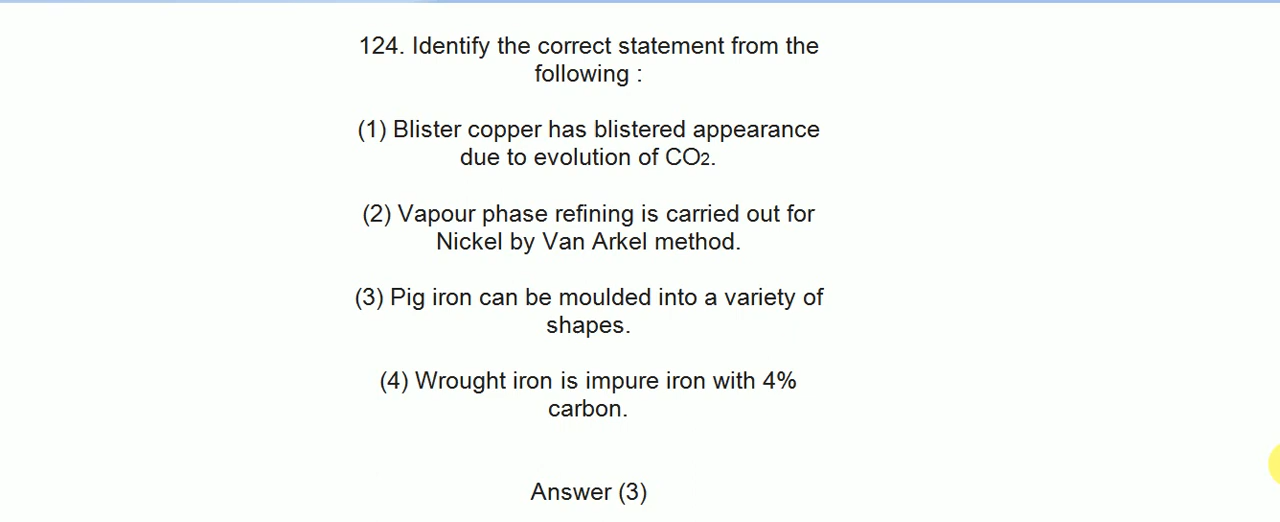 124. Identify the correct statement from the
following :
(1) Blister copper has blistered appearance
due to evolution of CO2.
(2) Vapour phase refining is carried out for
Nickel by Van Arkel method.
(3) Pig iron can be moulded into a variety of
shapes.
(4) Wrought iron is impure iron with 4%
carbon.
Answer (3)